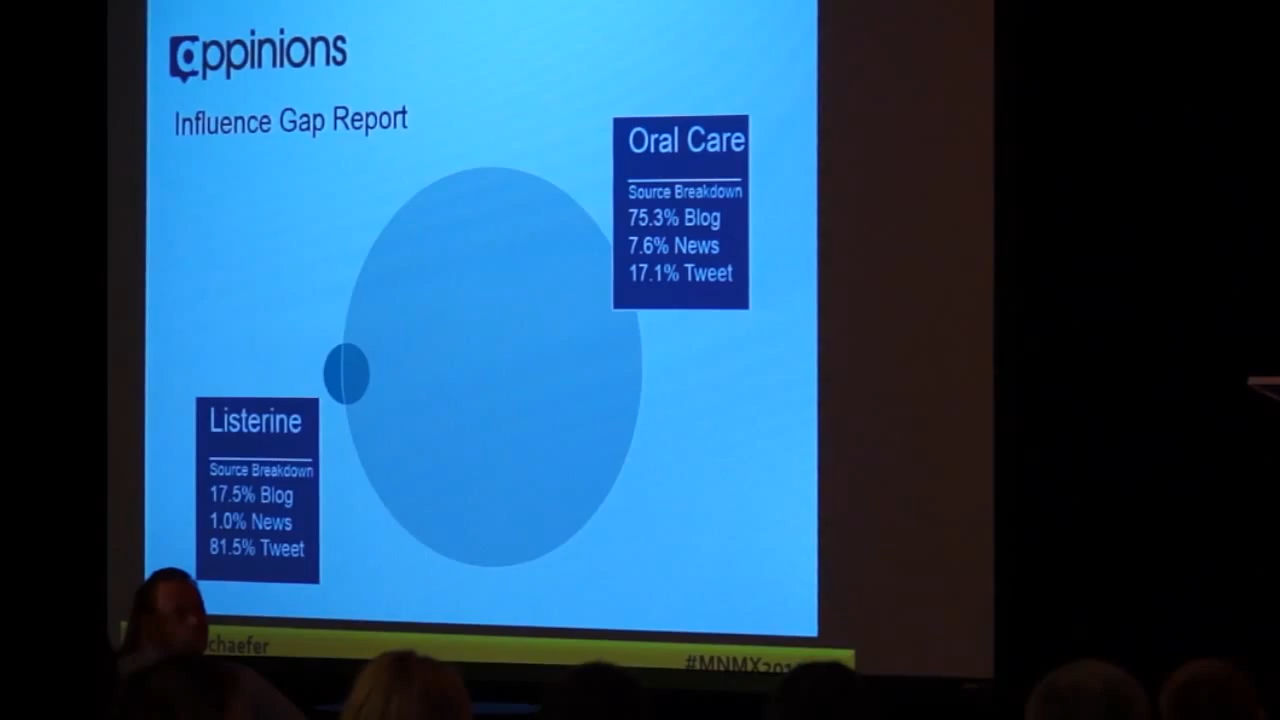 appinions
Influence Gap Report
Oral Care
Source Breakdown
75.3% Blog
7.6% News
17.1% Tweet
Listerine
Source Breakdown
17.5% Blog
1.0% News
81.5% Tweet
chaefer
#MNMX201